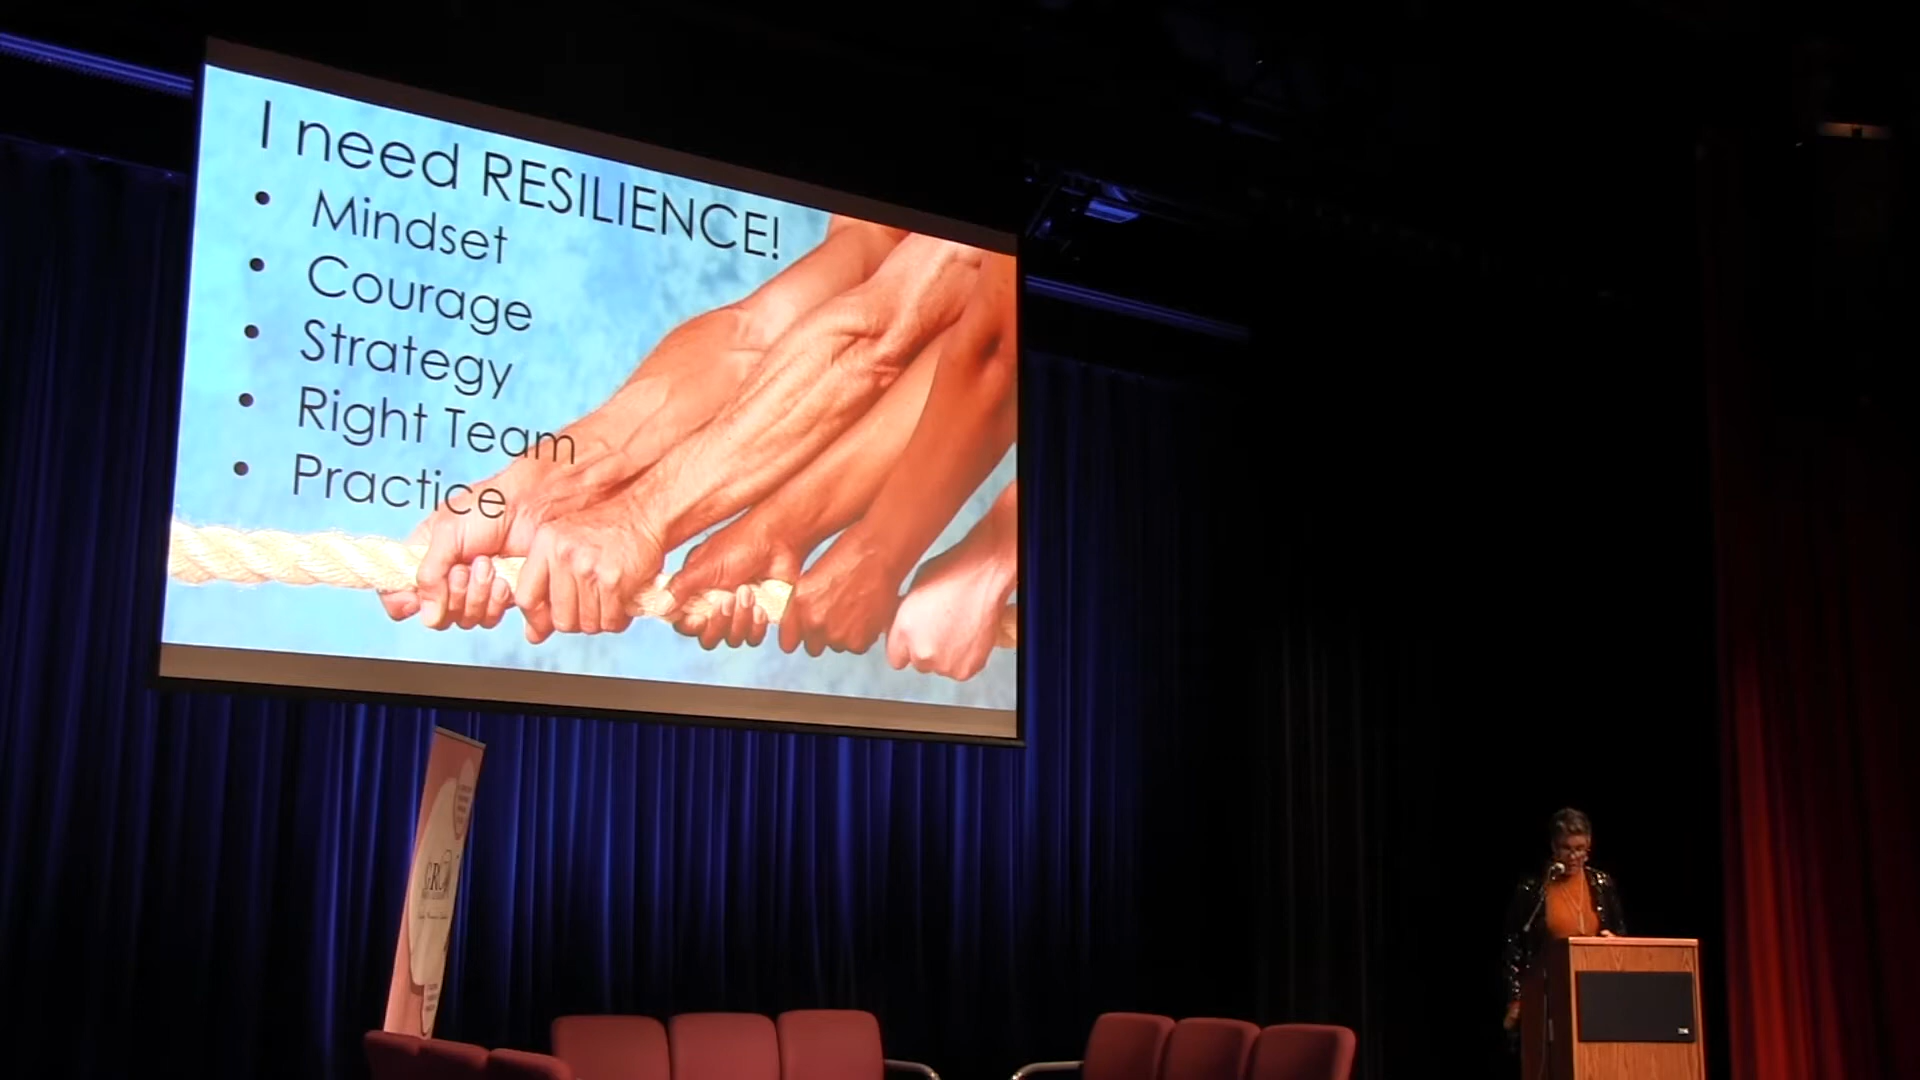 I need RESILIENCE!
• Mindset
• Courage
• Strategy
• Right Team
• Practice